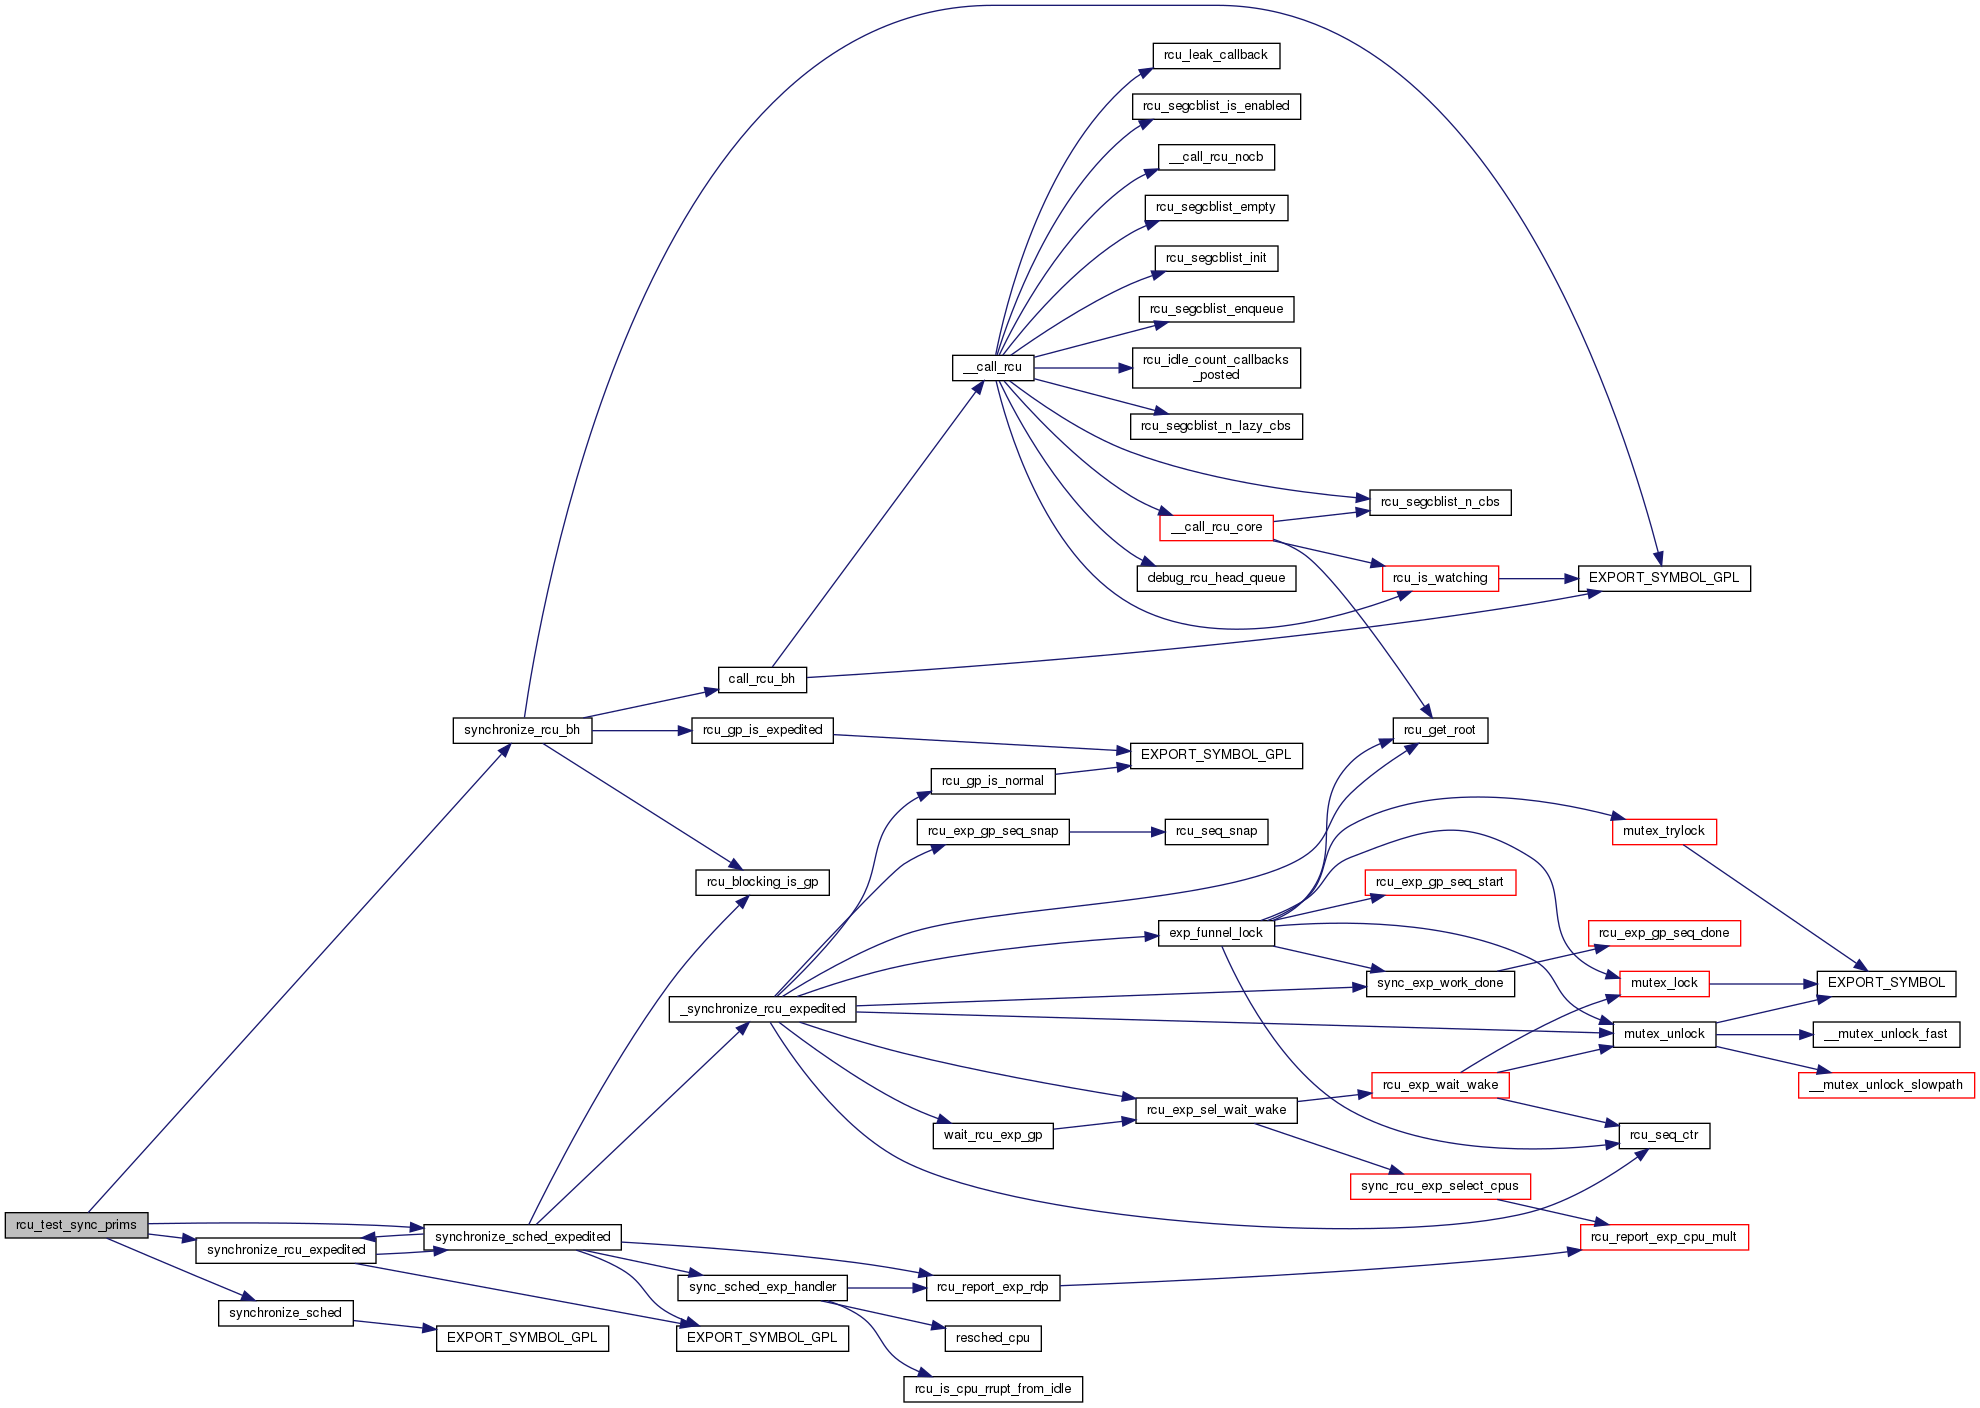 rcu_leak_callback
rcu_segcblist_is_enabled
__call_rcu_nocb
rcu_segcblist_empty
rcu_segcblist_init
rcu_segcblist_enqueue
__call_rcu
rcu_idle_count_callbacks
_posted
rcu_segcblist_n_lazy_cbs
rcu_segcblist_n_cbs
__call_rcu_core
debug_rcu_head_queue
rcu_is_watching
EXPORT_SYMBOL_GPL
call_rcu_bh
synchronize_rcu_bh
rcu_gp_is_expedited
rcu_get_root
EXPORT_SYMBOL_GPL
rcu_gp_is_normal
rcu_exp_gp_seq_snap
rcu_seq_snap
mutex_trylock
rcu_blocking_is_gp
rcu_exp_gp_seq_start
exp_funnel_lock
rcu_exp_gp_seq_done
sync_exp_work_done
mutex_lock
EXPORT_SYMBOL
_synchronize_rcu_expedited
mutex_unlock
__mutex_unlock_fast
rcu_exp_wait_wake
__mutex_unlock_slowpath
rcu_exp_sel_wait_wake
wait_rcu_exp_gp
rcu_seq_ctr
sync_rcu_exp_select_cpus
rcu_test_sync_prims
synchronize_sched_expedited
rcu_report_exp_cpu_mult
synchronize_rcu_expedited
sync_sched_exp_handler
rcu_report_exp_rdp
synchronize_sched
EXPORT_SYMBOL_GPL
EXPORT_SYMBOL_GPL
resched_cpu
rcu_is_cpu_rrupt_from_idle